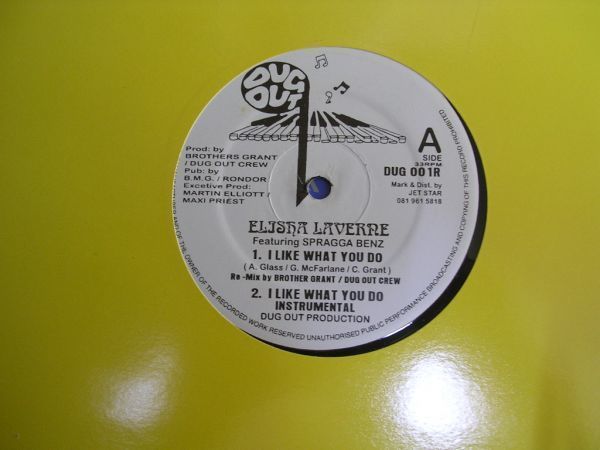 DUG
OUT
A
SIDE
33RPM
DUG 001R
Prod: by
BROTHERS GRANT
/ DUG OUT CREW
Pub: by
B.M.G. / RONDOR
Excetive Prod:
MARTIN ELLIOTT /
MAXI PRIEST
Mark & Dist. by
JET STAR
081 961 5818
ELISHA LAVERNE
Featuring SPRAGGA BENZ
1. I LIKE WHAT YOU DO
( A. Glass / G. McFarlane / C. Grant )
Re -Mix by BROTHER GRANT / DUG OUT CREW
2. I LIKE WHAT YOU DO
INSTRUMENTAL
DUG OUT PRODUCTION
AND OF THE OWNER OF THE RECORDED WORK RESERVED UNAUTHORISED PUBLIC PERFORMANCE BROADCASTING AND COPYING OF THIS RECORD PROHIBITED